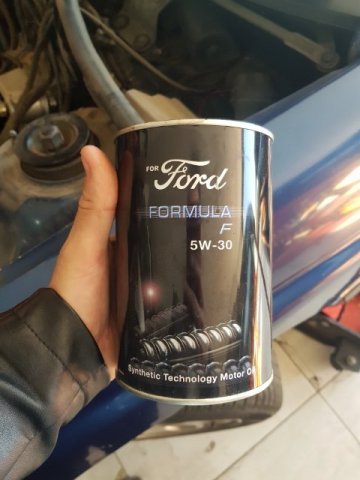 FOR Ford
FORMULA
F
5W-30
Synthetic Technology Motor Oil